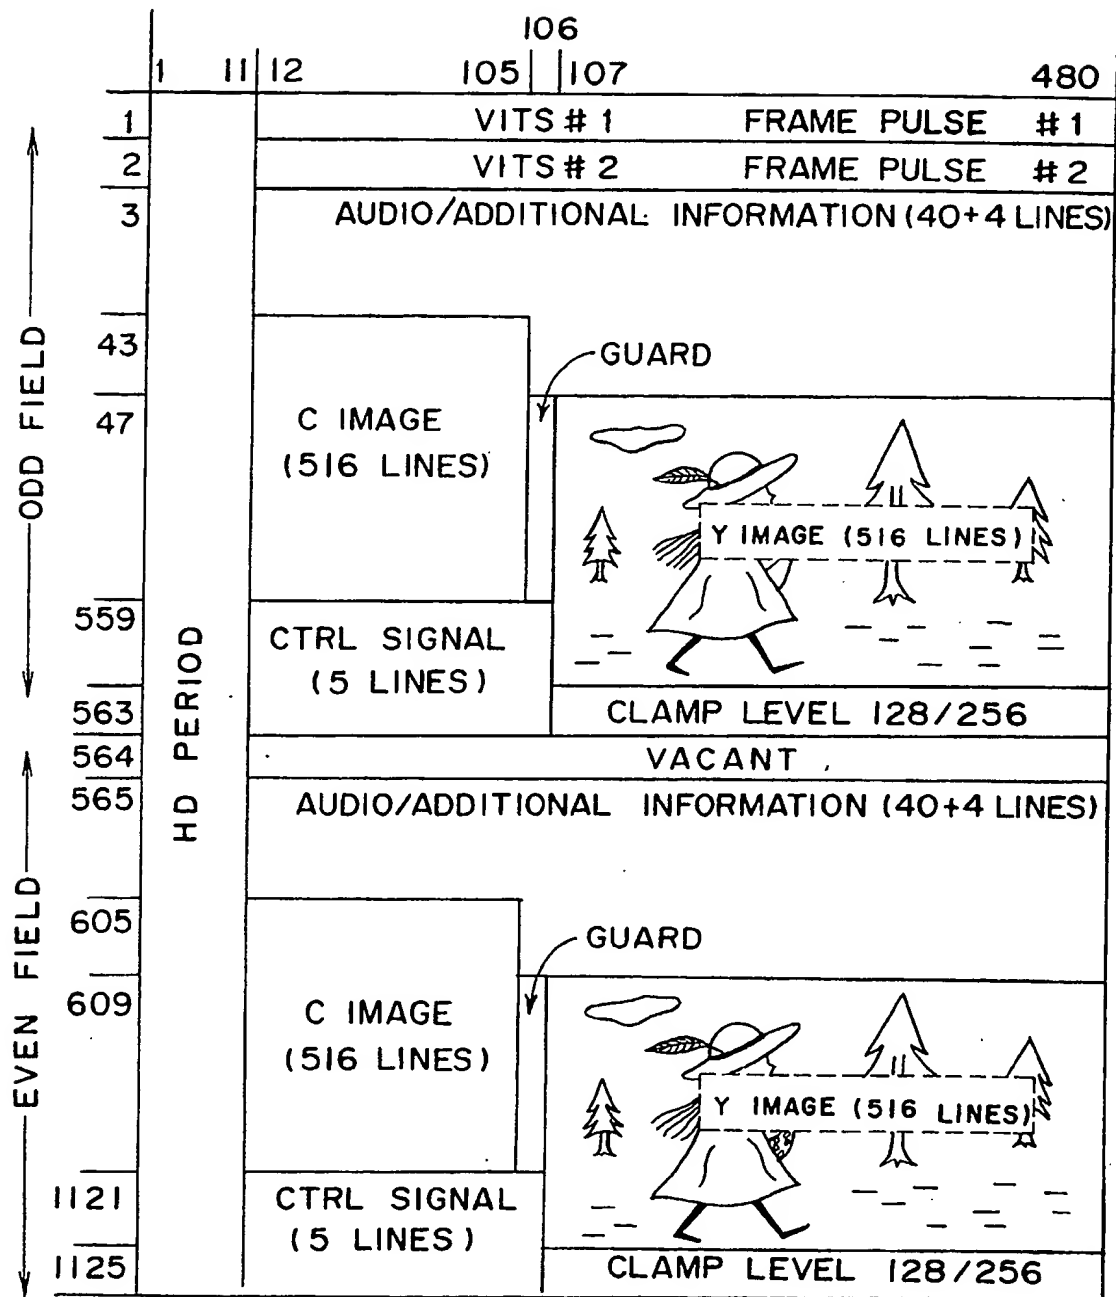 106
1 11 12 105 107 480
1 VITS # 1 FRAME PULSE # 1
2 VITS # 2 FRAME PULSE # 2
3 AUDIO/ADDITIONAL INFORMATION (40+4 LINES)
ODD FIELD
43
GUARD
47
C IMAGE
(516 LINES)
Y IMAGE (516 LINES)
559
CTRL SIGNAL
(5 LINES)
HD PERIOD
563 CLAMP LEVEL 128/256
564 VACANT
565 AUDIO/ADDITIONAL INFORMATION (40+4 LINES)
EVEN FIELD
605
GUARD
609
C IMAGE
(516 LINES)
Y IMAGE (516 LINES)
1121
CTRL SIGNAL
(5 LINES)
1125 CLAMP LEVEL 128/256